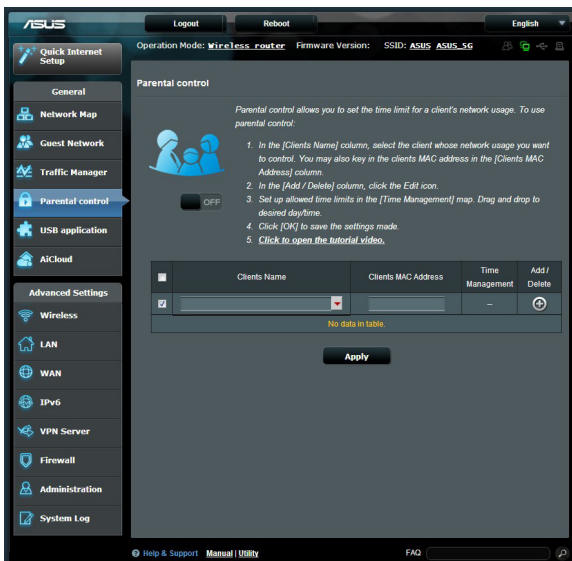 ASUS
Logout
Reboot
English
Quick Internet
Setup
Operation Mode: Wireless router Firmware Version: SSID: ASUS ASUS_5G
General
Network Map
Guest Network
Traffic Manager
Parental control
USB application
AiCloud
Advanced Settings
Wireless
LAN
WAN
IPv6
VPN Server
Firewall
Administration
System Log
Parental control
Parental control allows you to set the time limit for a client's network usage. To use
parental control:
1. In the [Clients Name] column, select the client whose network usage you want
to control. You may also key in the clients MAC address in the [Clients MAC
Address] column.
2. In the [Add / Delete] column, click the Edit icon.
3. Set up allowed time limits in the [Time Management] map. Drag and drop to
desired day/time.
4. Click [OK] to save the settings made.
5. Click to open the tutorial video.
OFF
Clients Name
Clients MAC Address
Time
Management
Add /
Delete
–
No data in table.
Apply
Help & Support Manual | Utility
FAQ